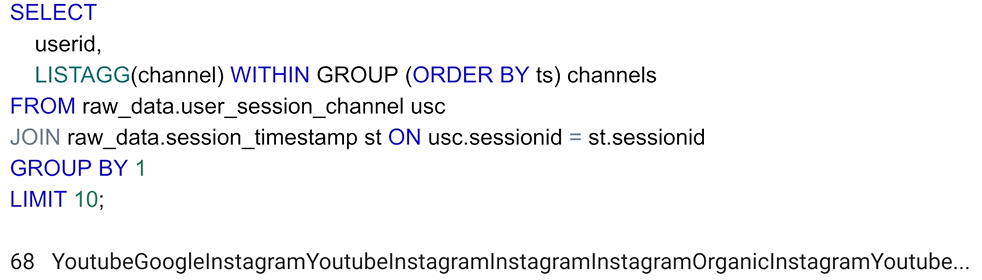 SELECT
userid,
LISTAGG(channel) WITHIN GROUP (ORDER BY ts) channels
FROM raw_data.user_session_channel usc
JOIN raw_data.session_timestamp st ON usc.sessionid = st.sessionid
GROUP BY 1
LIMIT 10;
68 YoutubeGoogleInstagramYoutubeInstagramInstagramInstagramOrganicInstagramYoutube...